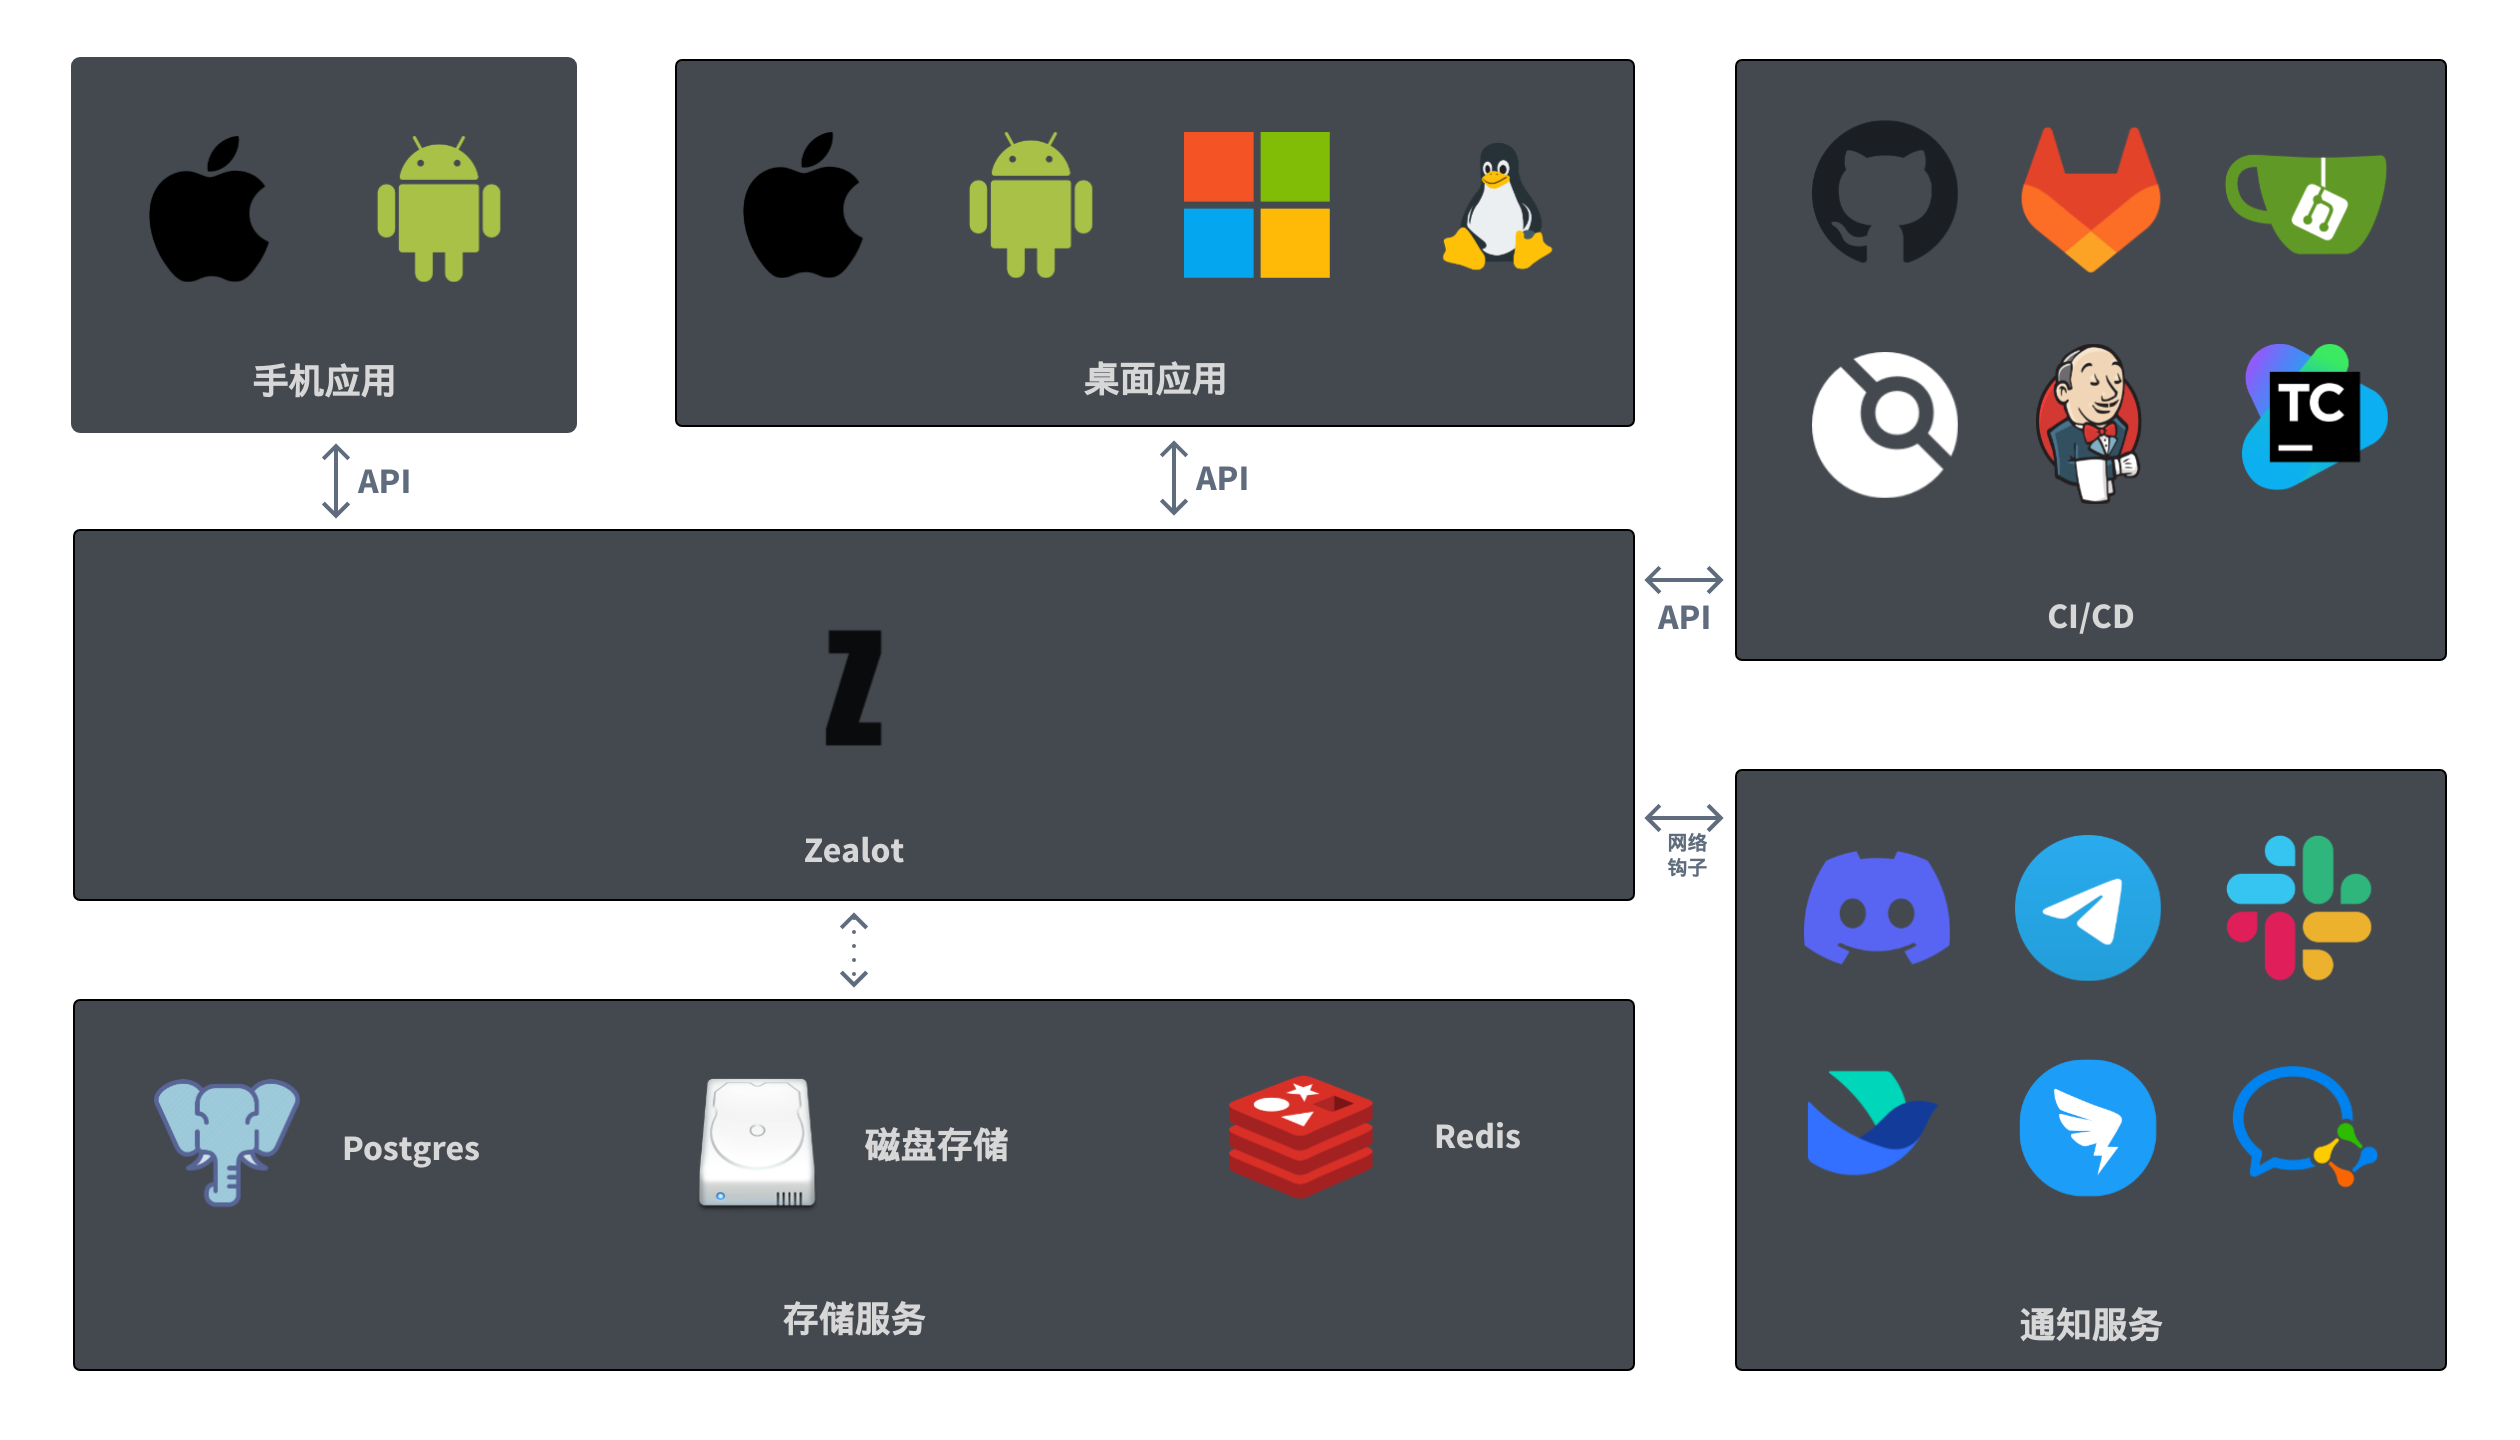 手机应用
桌面应用
API
API
TC
CI/CD
API
Z
Zealot
网络
钩子
Postgres
磁盘存储
Redis
存储服务
通知服务